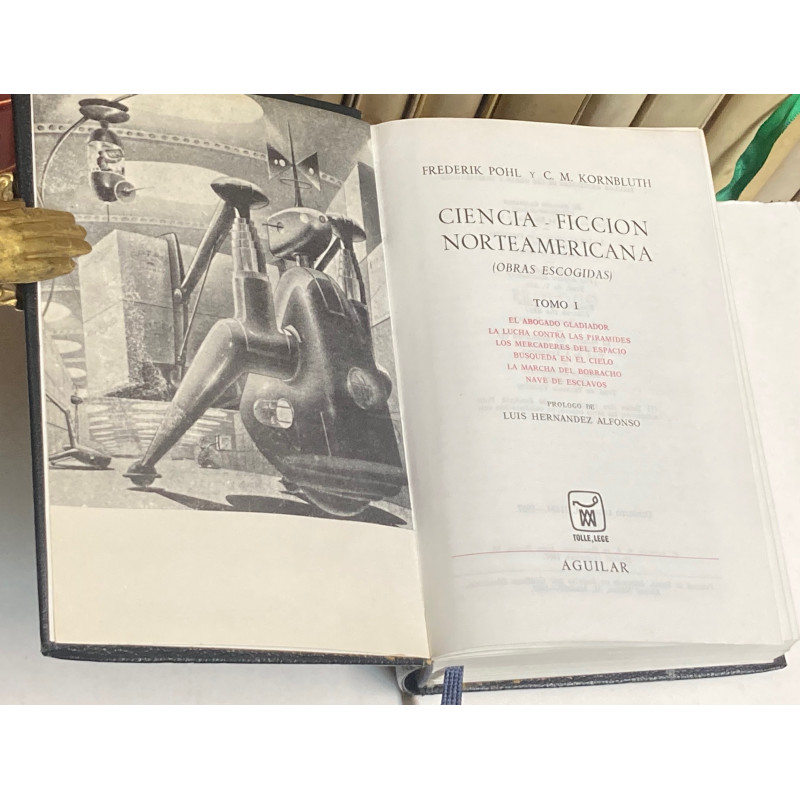 FREDERIK POHL Y C. M. KORNBLUTH
CIENCIA - FICCION
NORTEAMERICANA
(OBRAS ESCOGIDAS)
TOMO I
EL ABOGADO GLADIADOR
LA LUCHA CONTRA LAS PIRAMIDES
LOS MERCADERES DEL ESPACIO
BUSQUEDA EN EL CIELO
LA MARCHA DEL BORRACHO
NAVE DE ESCLAVOS
PROLOGO DE
LUIS HERNANDEZ ALFONSO
TOLLE, LEGE
AGUILAR